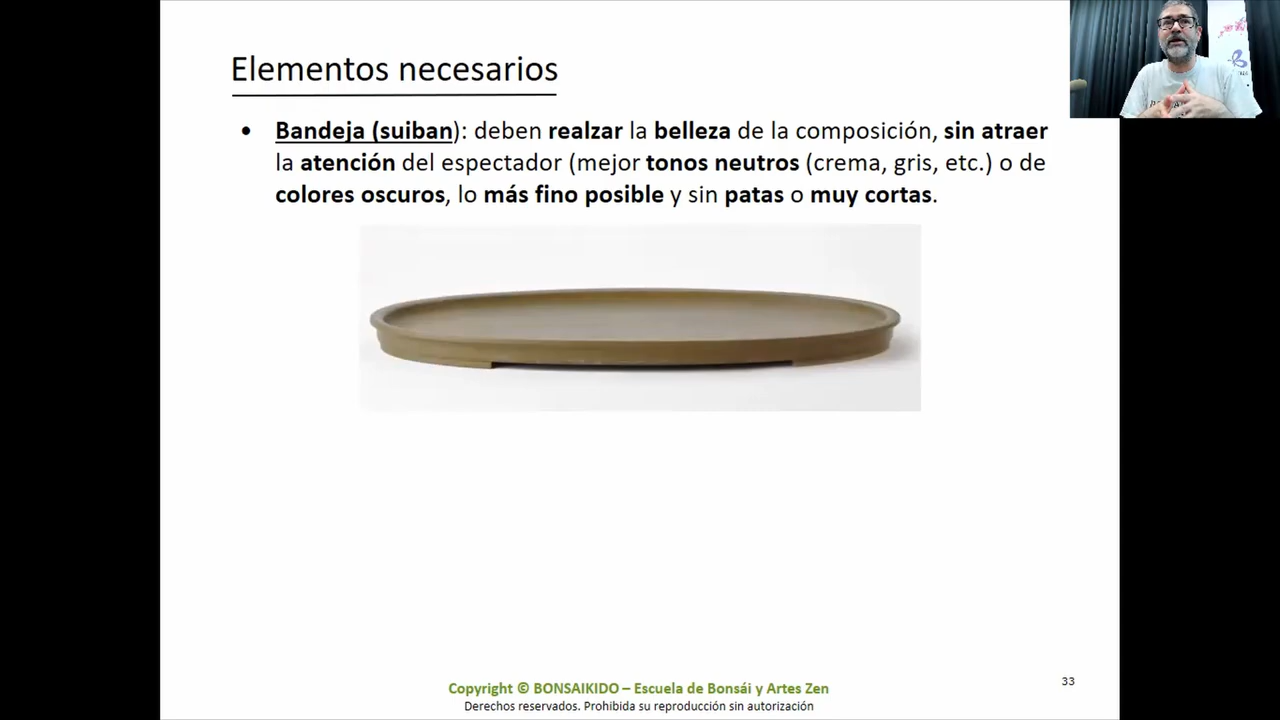 Elementos necesarios
• Bandeja (suiban): deben realzar la belleza de la composición, sin atraer
la atención del espectador (mejor tonos neutros (crema, gris, etc.) o de
colores oscuros, lo más fino posible y sin patas o muy cortas.
33
Copyright © BONSAIKIDO – Escuela de Bonsái y Artes Zen
Derechos reservados. Prohibida su reproducción sin autorización